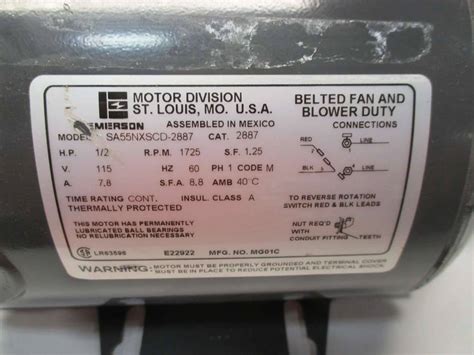 MOTOR DIVISION
ST. LOUIS, MO. U.S.A.
EMERSON
ASSEMBLED IN MEXICO
MODEL SA55NXSCD-2887 CAT. 2887
H.P. 1/2 R.P.M. 1725 S.F. 1.25
V. 115 HZ 60 PH 1 CODE M
A. 7.8 S.F.A. 8.8 AMB 40°C
TIME RATING CONT. INSUL. CLASS A
THERMALLY PROTECTED
THIS MOTOR HAS PERMANENTLY
LUBRICATED BALL BEARINGS
NO RELUBRICATION NECESSARY
LR63596 E22922 MFG. NO. MG01C
BELTED FAN AND
BLOWER DUTY
CONNECTIONS
RED LINE
BLK LINE
TO REVERSE ROTATION
SWITCH RED & BLK LEADS
NUT REQ'D WITH
CONDUIT FITTING TEETH
WARNING: MOTOR MUST BE PROPERLY GROUNDED AND TERMINAL COVER
MUST BE IN PLACE TO REDUCE POTENTIAL ELECTRICAL SHOCK.